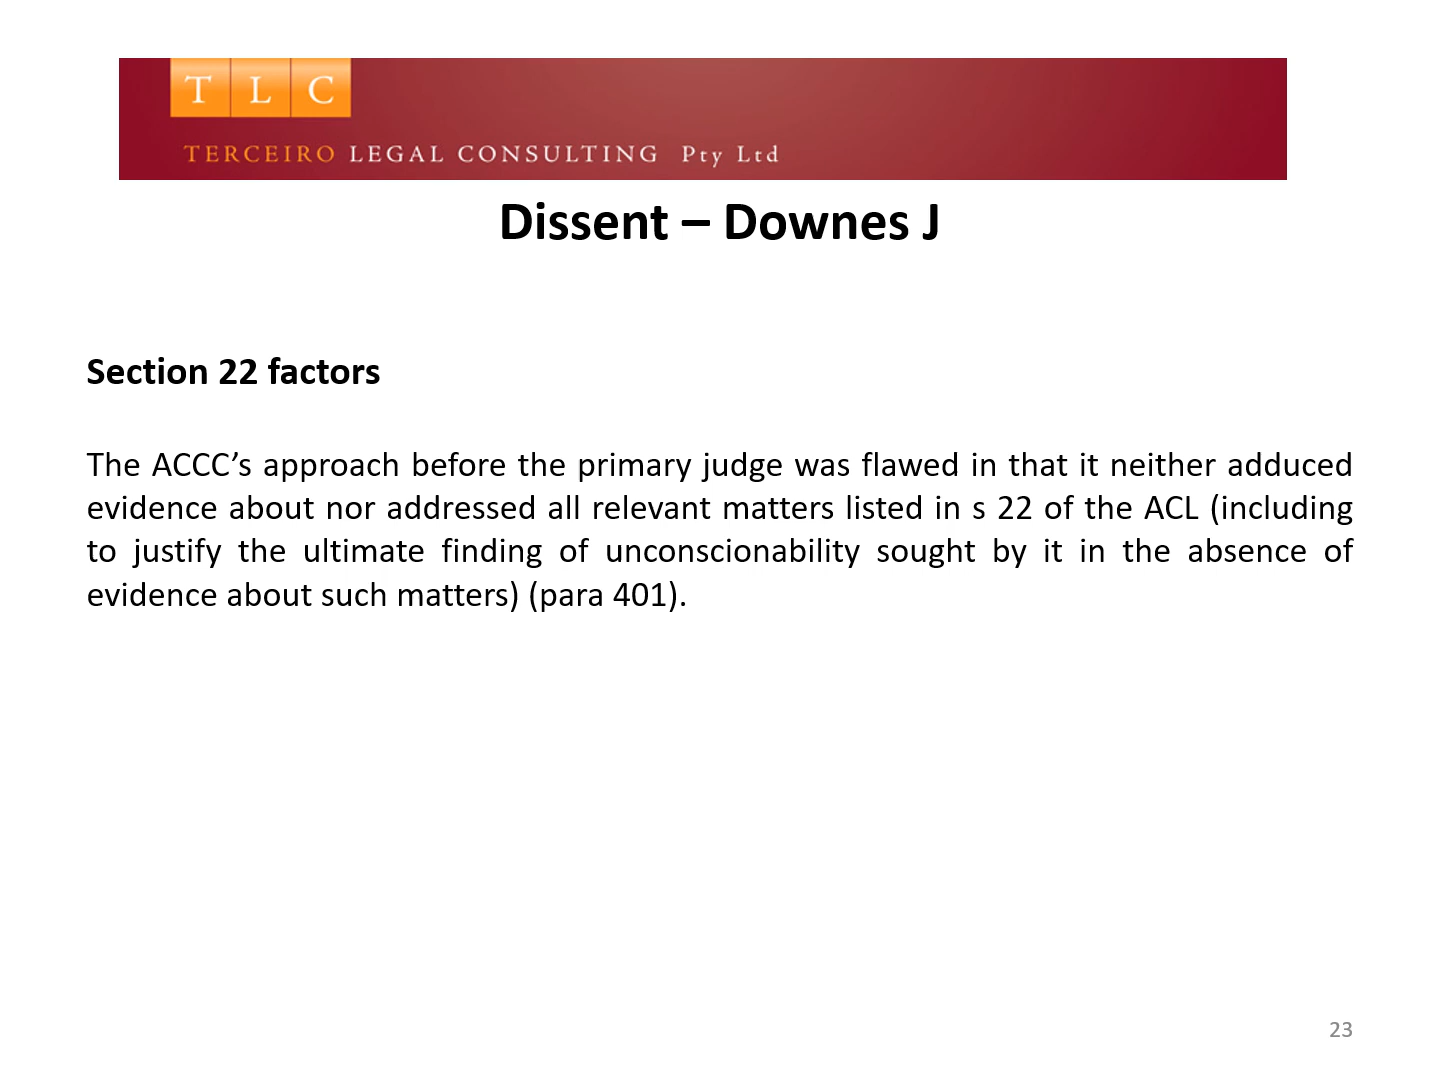 T L C
TERCEIRO LEGAL CONSULTING Pty Ltd
Dissent – Downes J
Section 22 factors
The ACCC’s approach before the primary judge was flawed in that it neither adduced
evidence about nor addressed all relevant matters listed in s 22 of the ACL (including
to justify the ultimate finding of unconscionability sought by it in the absence of
evidence about such matters) (para 401).
23